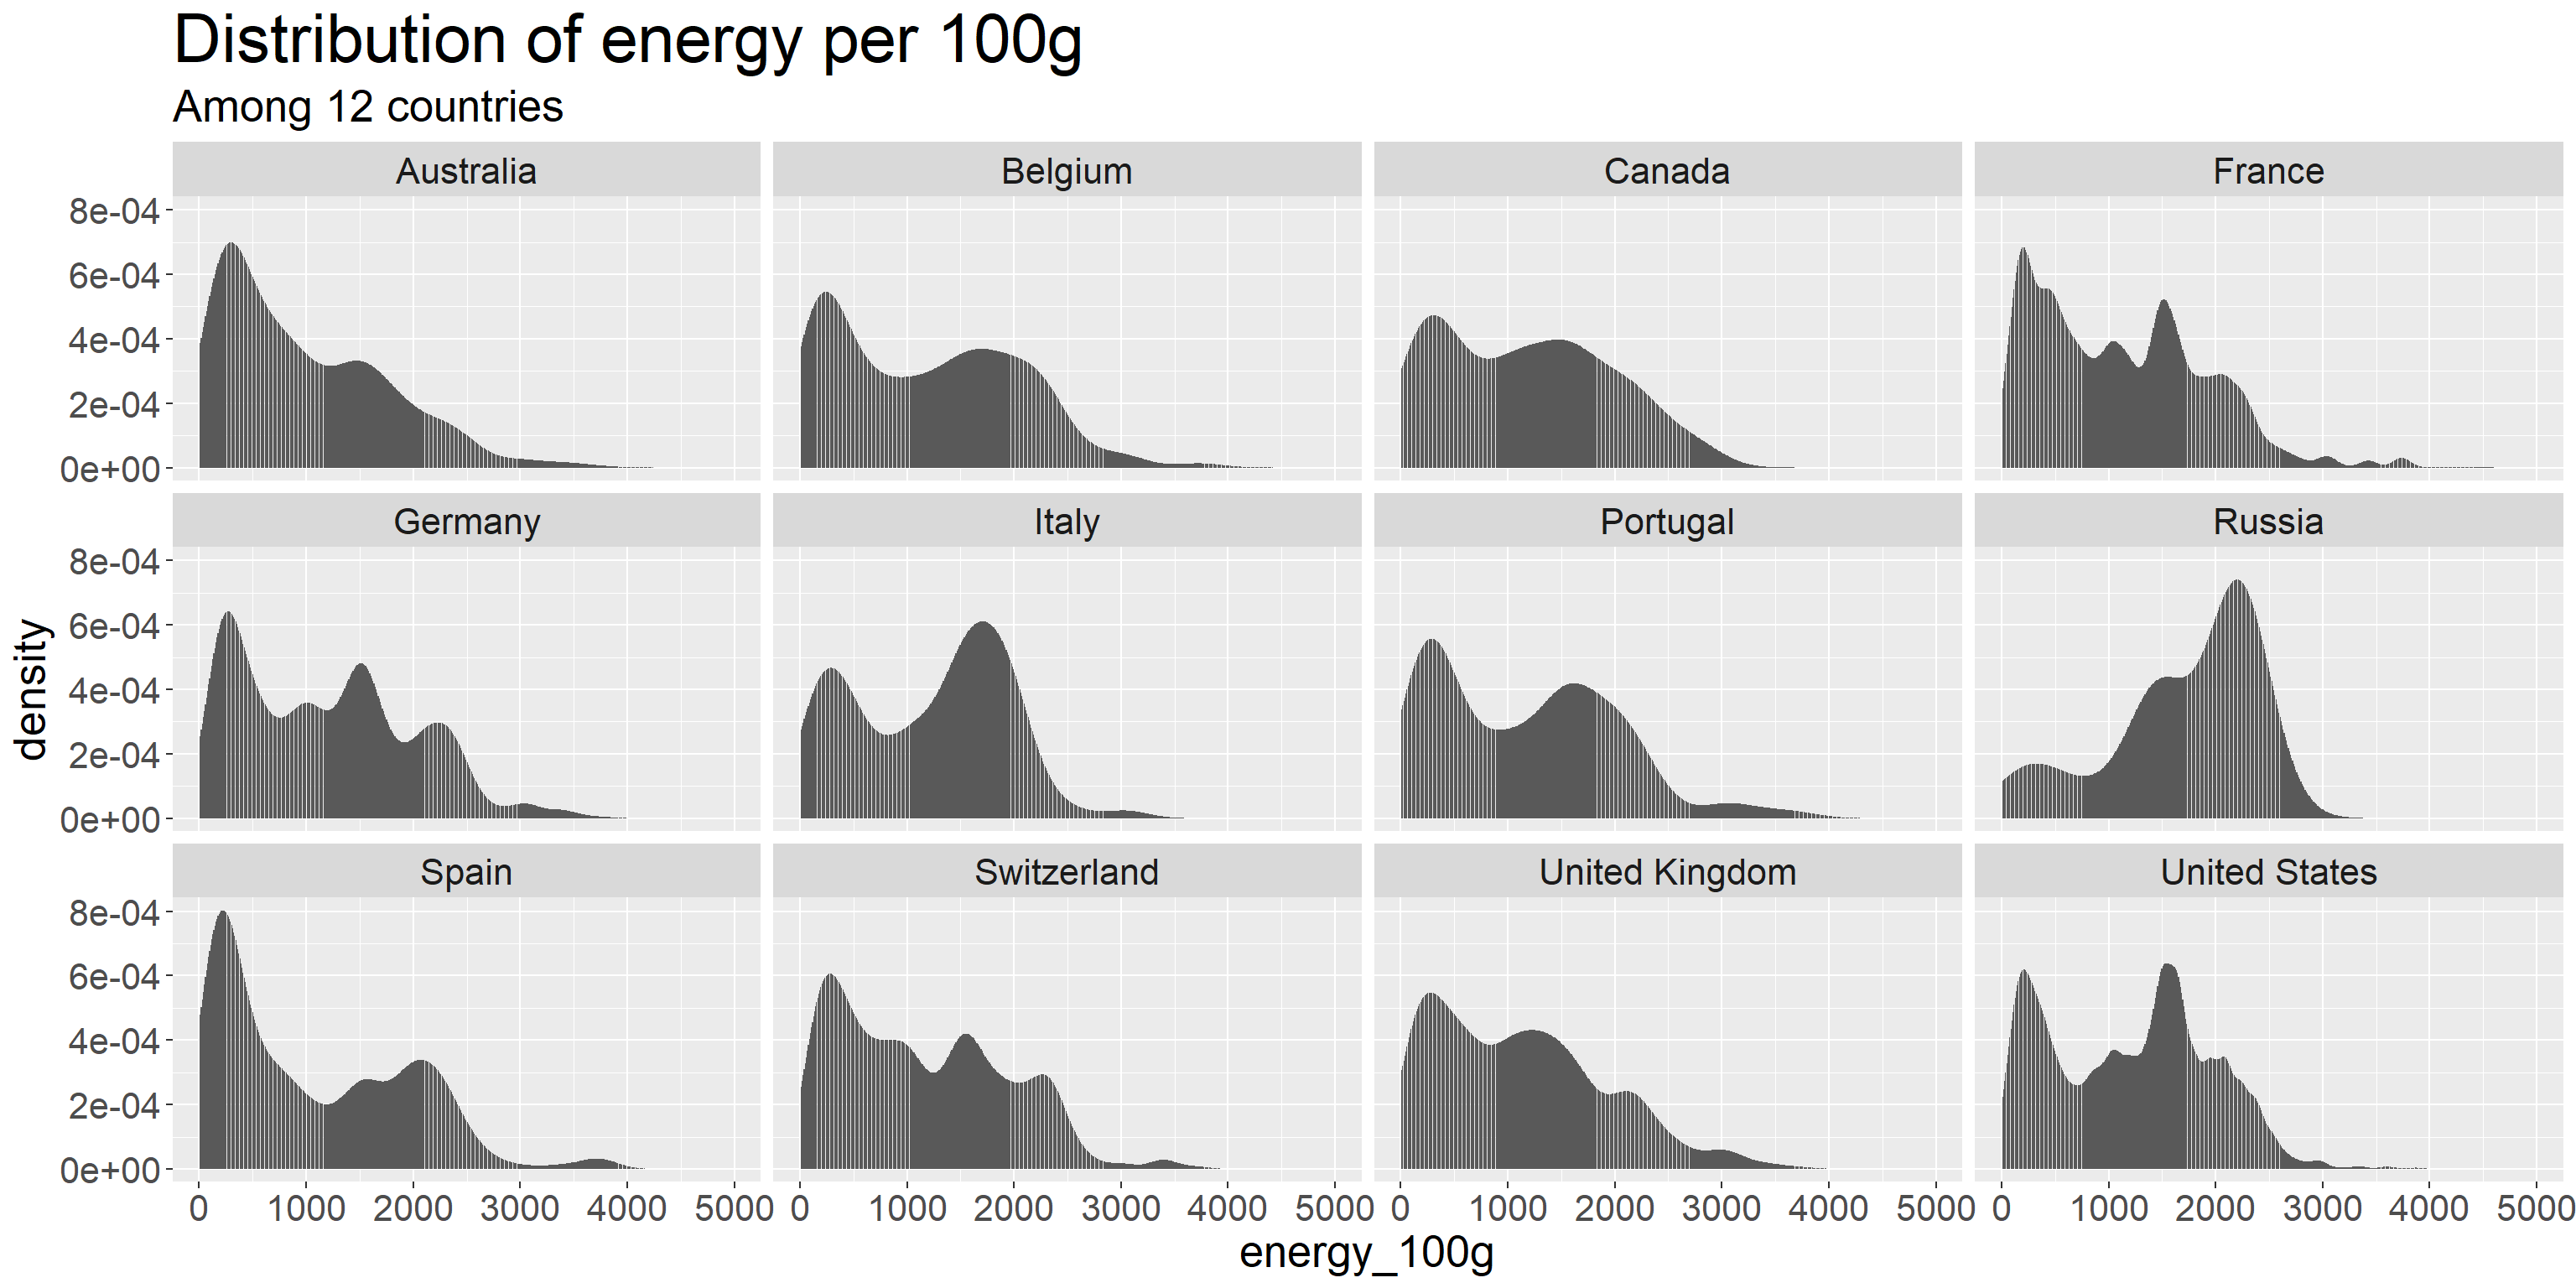 Distribution of energy per 100g
Among 12 countries
Australia Belgium Canada France
8e-04
6e-04
4e-04
2e-04
0e+00
Germany Italy Portugal Russia
8e-04
6e-04
4e-04
2e-04
0e+00
density
Spain Switzerland United Kingdom United States
8e-04
6e-04
4e-04
2e-04
0e+00
0 1000 2000 3000 4000 5000 0 1000 2000 3000 4000 5000 0 1000 2000 3000 4000 5000 0 1000 2000 3000 4000 5000
energy_100g